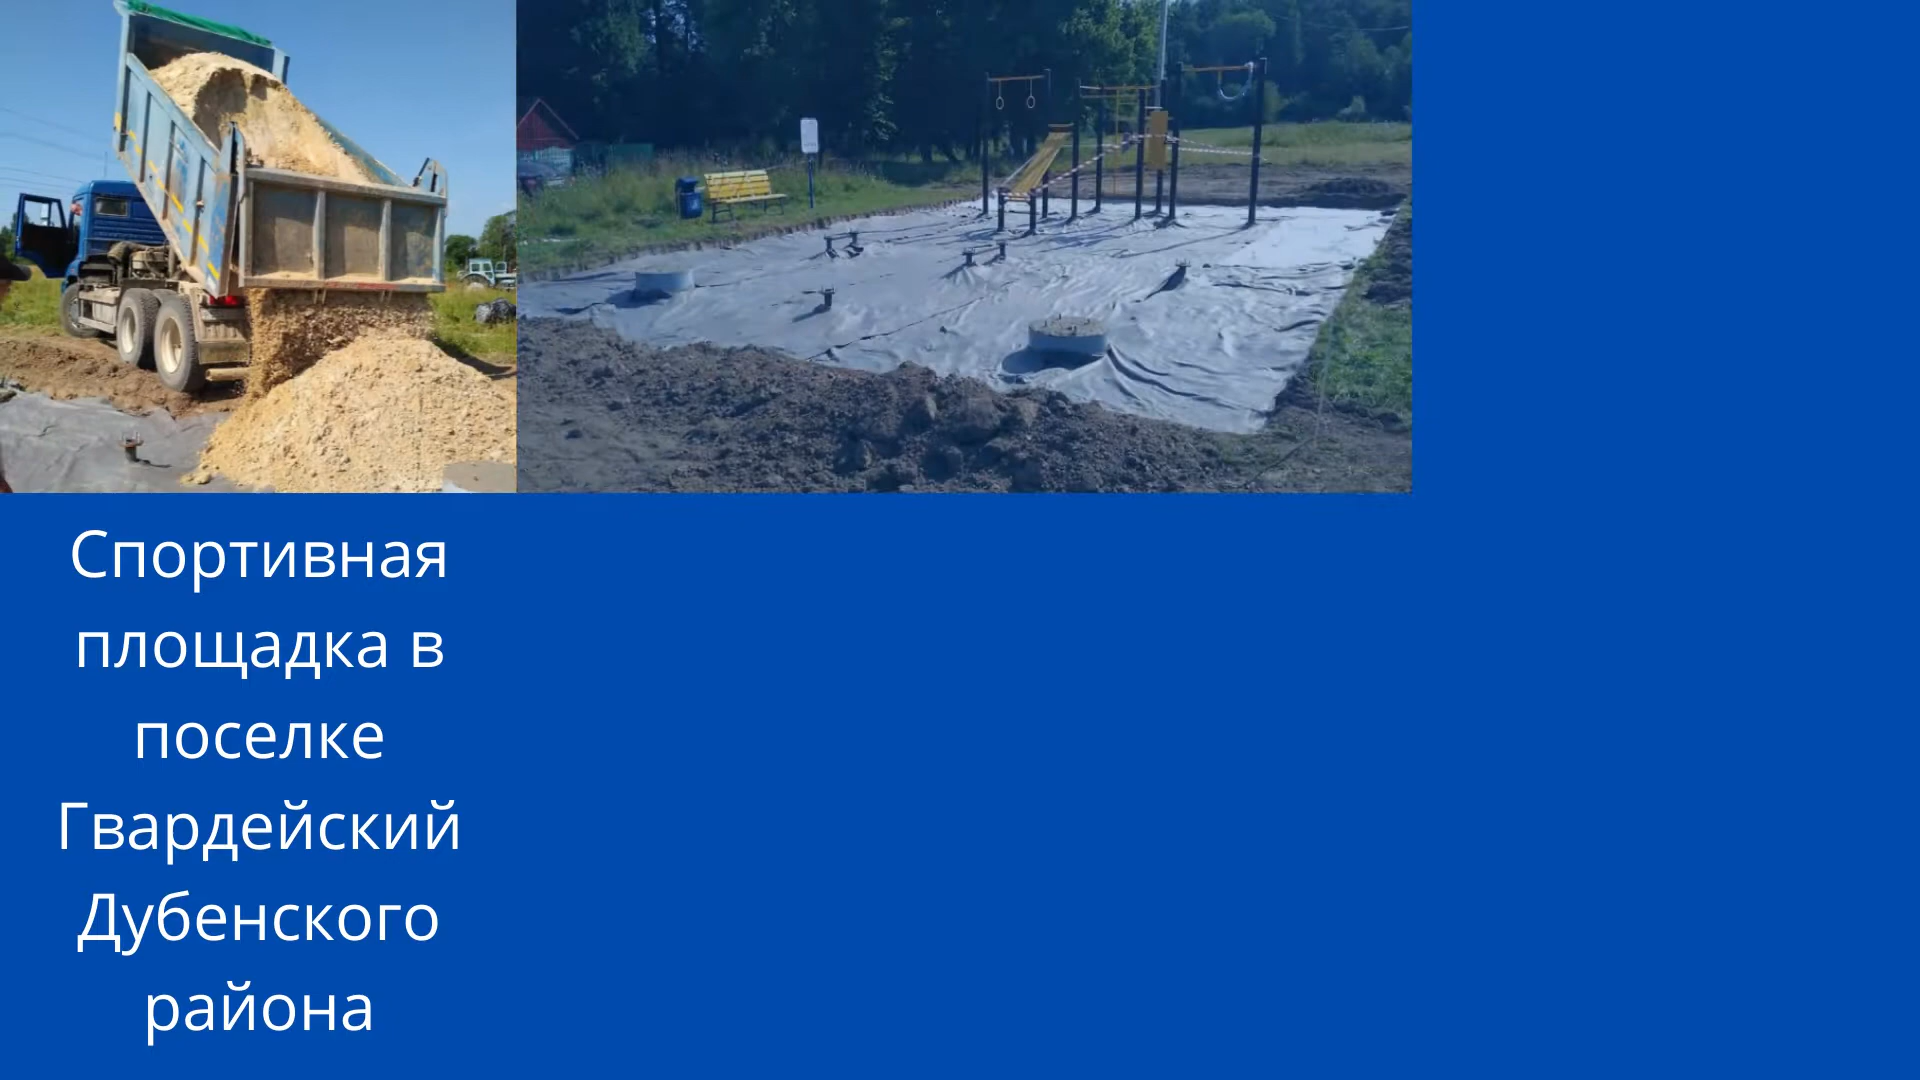 Спортивная
площадка в
поселке
Гвардейский
Дубенского
района